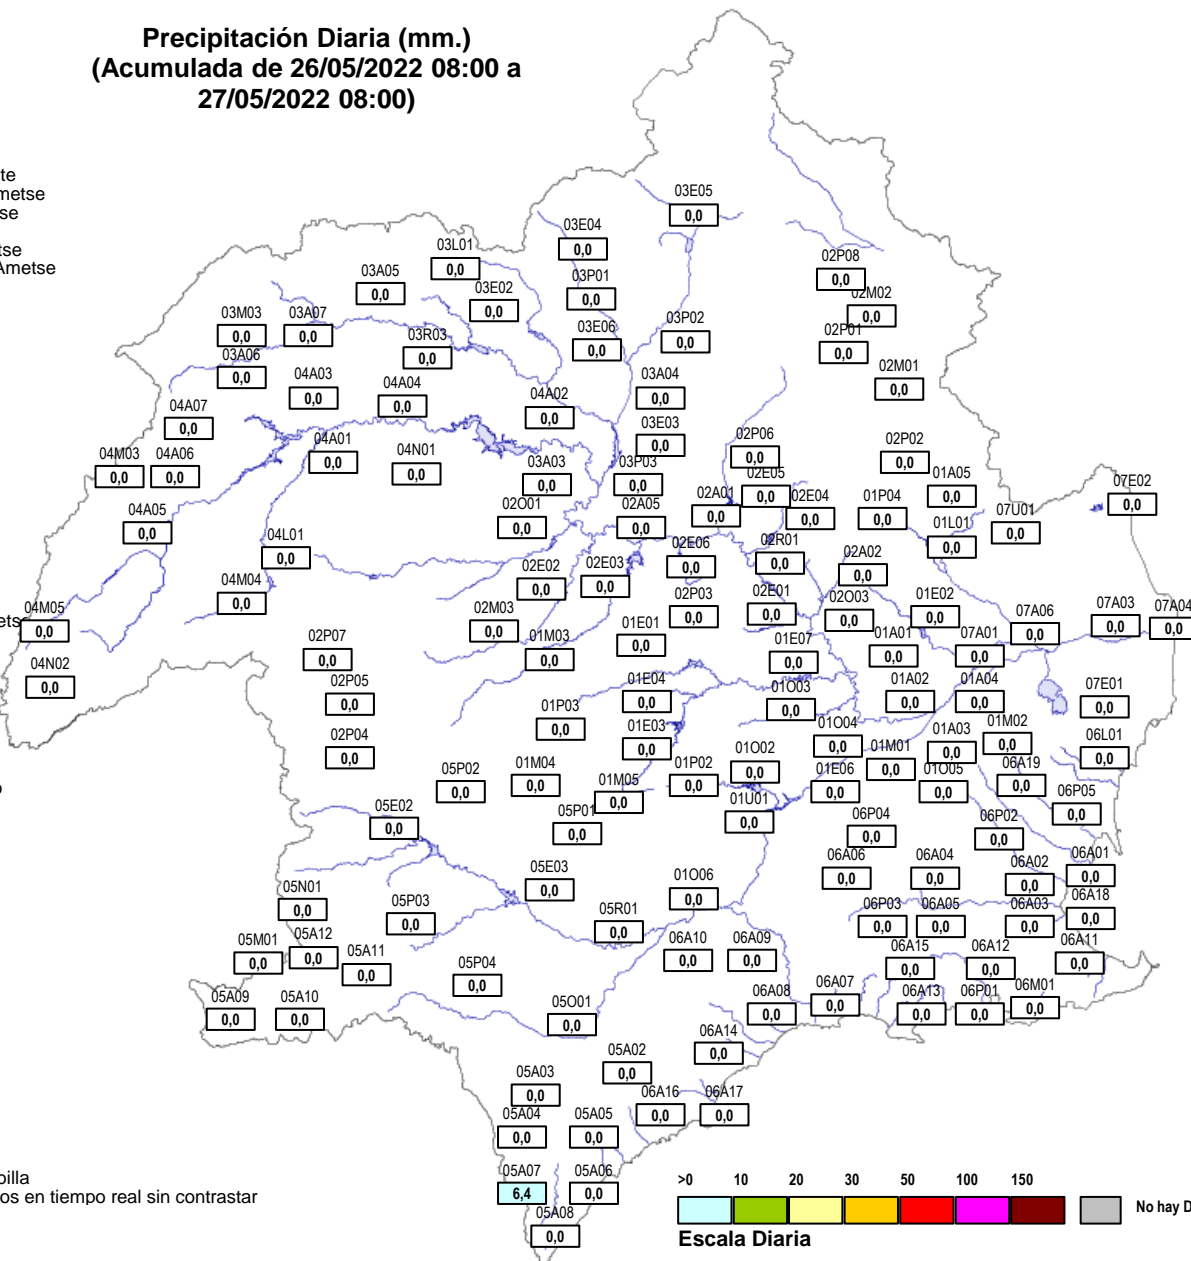 Precipitación Diaria (mm.)
(Acumulada de 26/05/2022 08:00 a
27/05/2022 08:00)
te
metse
se
tse
Ametse
03E05
0,0
03E04
0,0
03L01
0,0
02P08
0,0
03A05
0,0
03P01
0,0
03E02
0,0
02M02
0,0
03M03
0,0
03A07
0,0
03P02
0,0
03E06
0,0
02P01
0,0
03R03
0,0
03A06
0,0
04A03
0,0
04A04
0,0
03A04
0,0
02M01
0,0
04A02
0,0
04A07
0,0
03E03
0,0
02P06
0,0
04A01
0,0
02P02
0,0
04M03
0,0
04A06
0,0
04N01
0,0
03A03
0,0
03P03
0,0
02E05
0,0
01A05
0,0
07E02
0,0
02O01
0,0
02A05
0,0
02A01
0,0
02E04
0,0
01P04
0,0
04A05
0,0
07U01
0,0
01L01
0,0
04L01
0,0
02E06
0,0
02R01
0,0
02A02
0,0
02E02
0,0
02E03
0,0
04M04
0,0
02P03
0,0
02E01
0,0
02O03
0,0
01E02
0,0
etse
04M05
0,0
02M03
0,0
01E01
0,0
07A06
0,0
07A03
0,0
07A04
0,0
02P07
0,0
01M03
0,0
01E07
0,0
01A01
0,0
07A01
0,0
04N02
0,0
02P05
0,0
01E04
0,0
01O03
0,0
01A02
0,0
01A04
0,0
07E01
0,0
01P03
0,0
02P04
0,0
01E03
0,0
01O04
0,0
01A03
0,0
01M02
0,0
06L01
0,0
01O02
0,0
01M01
0,0
05P02
0,0
01M04
0,0
01M05
0,0
01P02
0,0
01E06
0,0
01O05
0,0
06A19
0,0
06P05
0,0
05E02
0,0
05P01
0,0
01U01
0,0
06P04
0,0
06P02
0,0
05E03
0,0
06A06
0,0
06A04
0,0
06A02
0,0
06A01
0,0
01O06
0,0
05N01
0,0
05P03
0,0
05R01
0,0
06P03
0,0
06A05
0,0
06A03
0,0
06A18
0,0
05M01
0,0
05A12
0,0
05A11
0,0
06A10
0,0
06A09
0,0
06A15
0,0
06A12
0,0
06A11
0,0
05P04
0,0
05A09
0,0
05A10
0,0
05O01
0,0
06A08
0,0
06A07
0,0
06A13
0,0
06P01
0,0
06M01
0,0
06A14
0,0
05A02
0,0
05A03
0,0
06A16
0,0
06A17
0,0
05A04
0,0
05A05
0,0
05A07
6,4
05A06
0,0
05A08
0,0
pilla
os en tiempo real sin contrastar
>0 10 20 30 50 100 150
No hay D
Escala Diaria